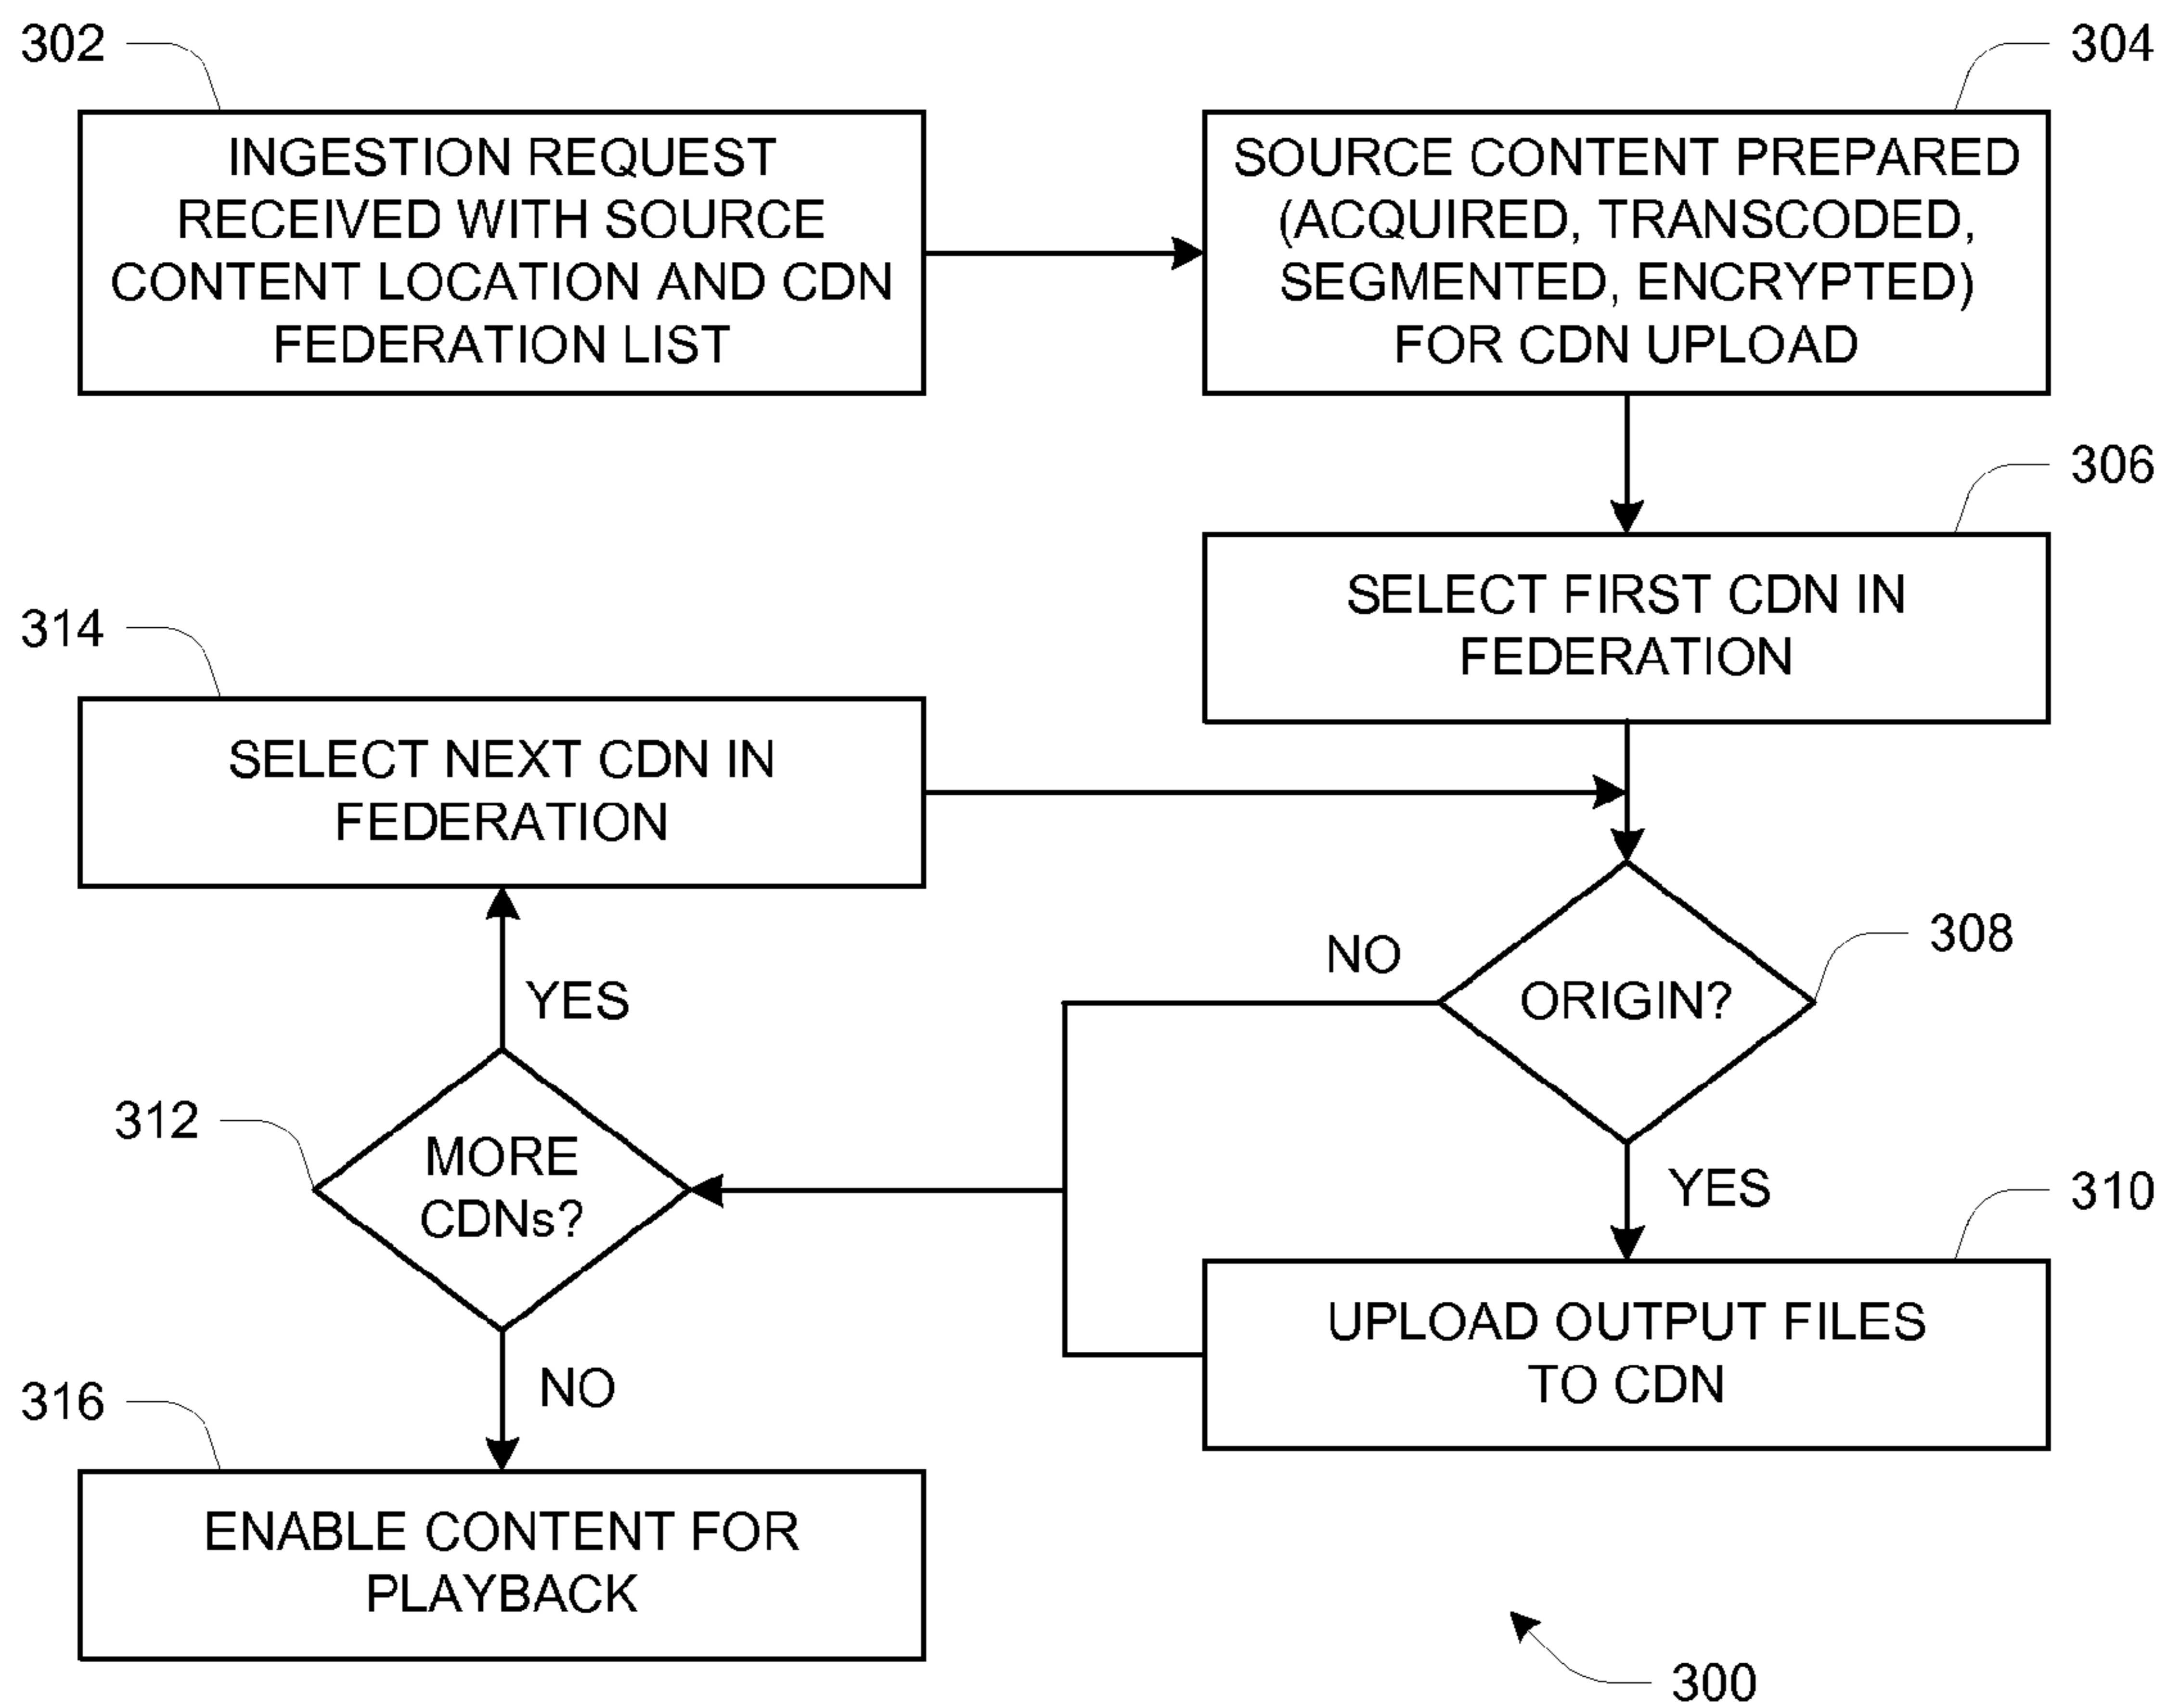 302
INGESTION REQUEST
RECEIVED WITH SOURCE
CONTENT LOCATION AND CDN
FEDERATION LIST
304
SOURCE CONTENT PREPARED
(ACQUIRED, TRANSCODED,
SEGMENTED, ENCRYPTED)
FOR CDN UPLOAD
306
SELECT FIRST CDN IN
FEDERATION
314
SELECT NEXT CDN IN
FEDERATION
308
ORIGIN?
NO
YES
310
UPLOAD OUTPUT FILES
TO CDN
312
MORE
CDNs?
YES
NO
316
ENABLE CONTENT FOR
PLAYBACK
300